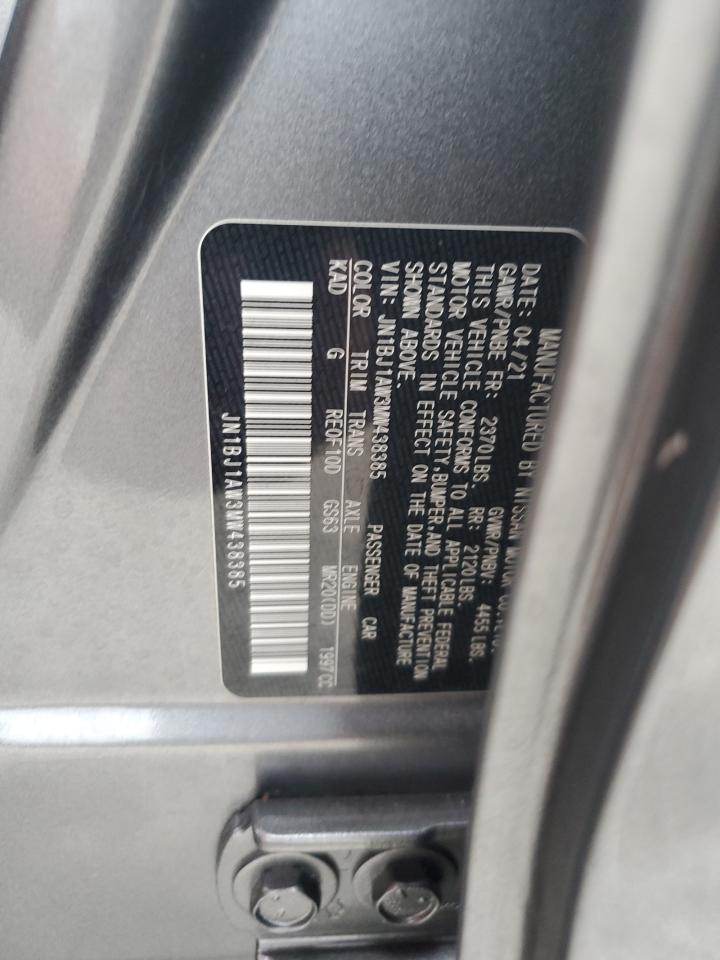 MANUFACTURED BY NISSAN MOTOR
DATE: 04/21 GVWR/PNBV: 4455LBS.
GAWR/PNBE FR: 2370LBS. RR: 2120LBS.
THIS VEHICLE CONFORMS TO ALL APPLICABLE FEDERAL
MOTOR VEHICLE SAFETY,BUMPER,AND THEFT PREVENTION
STANDARDS IN EFFECT ON THE DATE OF MANUFACTURE
SHOWN ABOVE.
VIN: JN1BJ1AW3MW438385 PASSENGER CAR
COLOR TRIM TRANS AXLE ENGINE
KAD G RE0F10D GS63 MR20(DD) 1997CC
JN1BJ1AW3MW438385